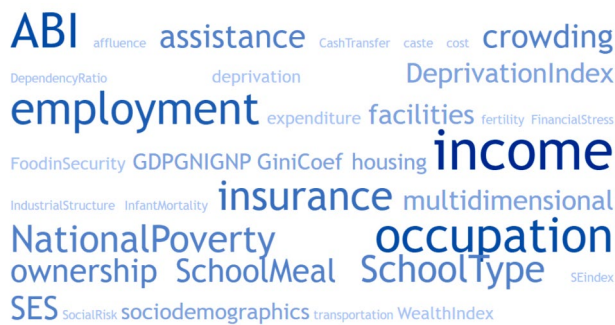 ABI affluence assistance CashTransfer caste cost crowding
DependencyRatio deprivation DeprivationIndex
employment expenditure facilities fertility FinancialStress
FoodinSecurity GDPGNIGNP GiniCoef housing income
IndustrialStructure InfantMortality insurance multidimensional
NationalPoverty occupation
ownership SchoolMeal SchoolType SEindex
SES SocialRisk sociodemographics transportation WealthIndex